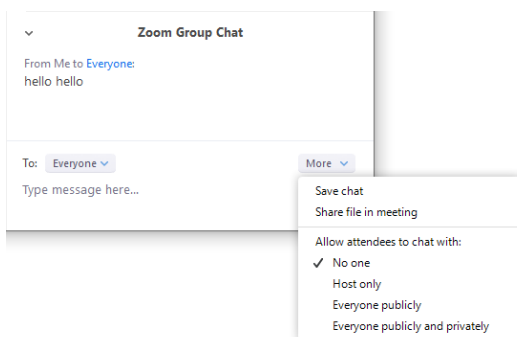 Zoom Group Chat
From Me to Everyone:
hello hello
To: Everyone
More
Type message here...
Save chat
Share file in meeting
Allow attendees to chat with:
No one
Host only
Everyone publicly
Everyone publicly and privately